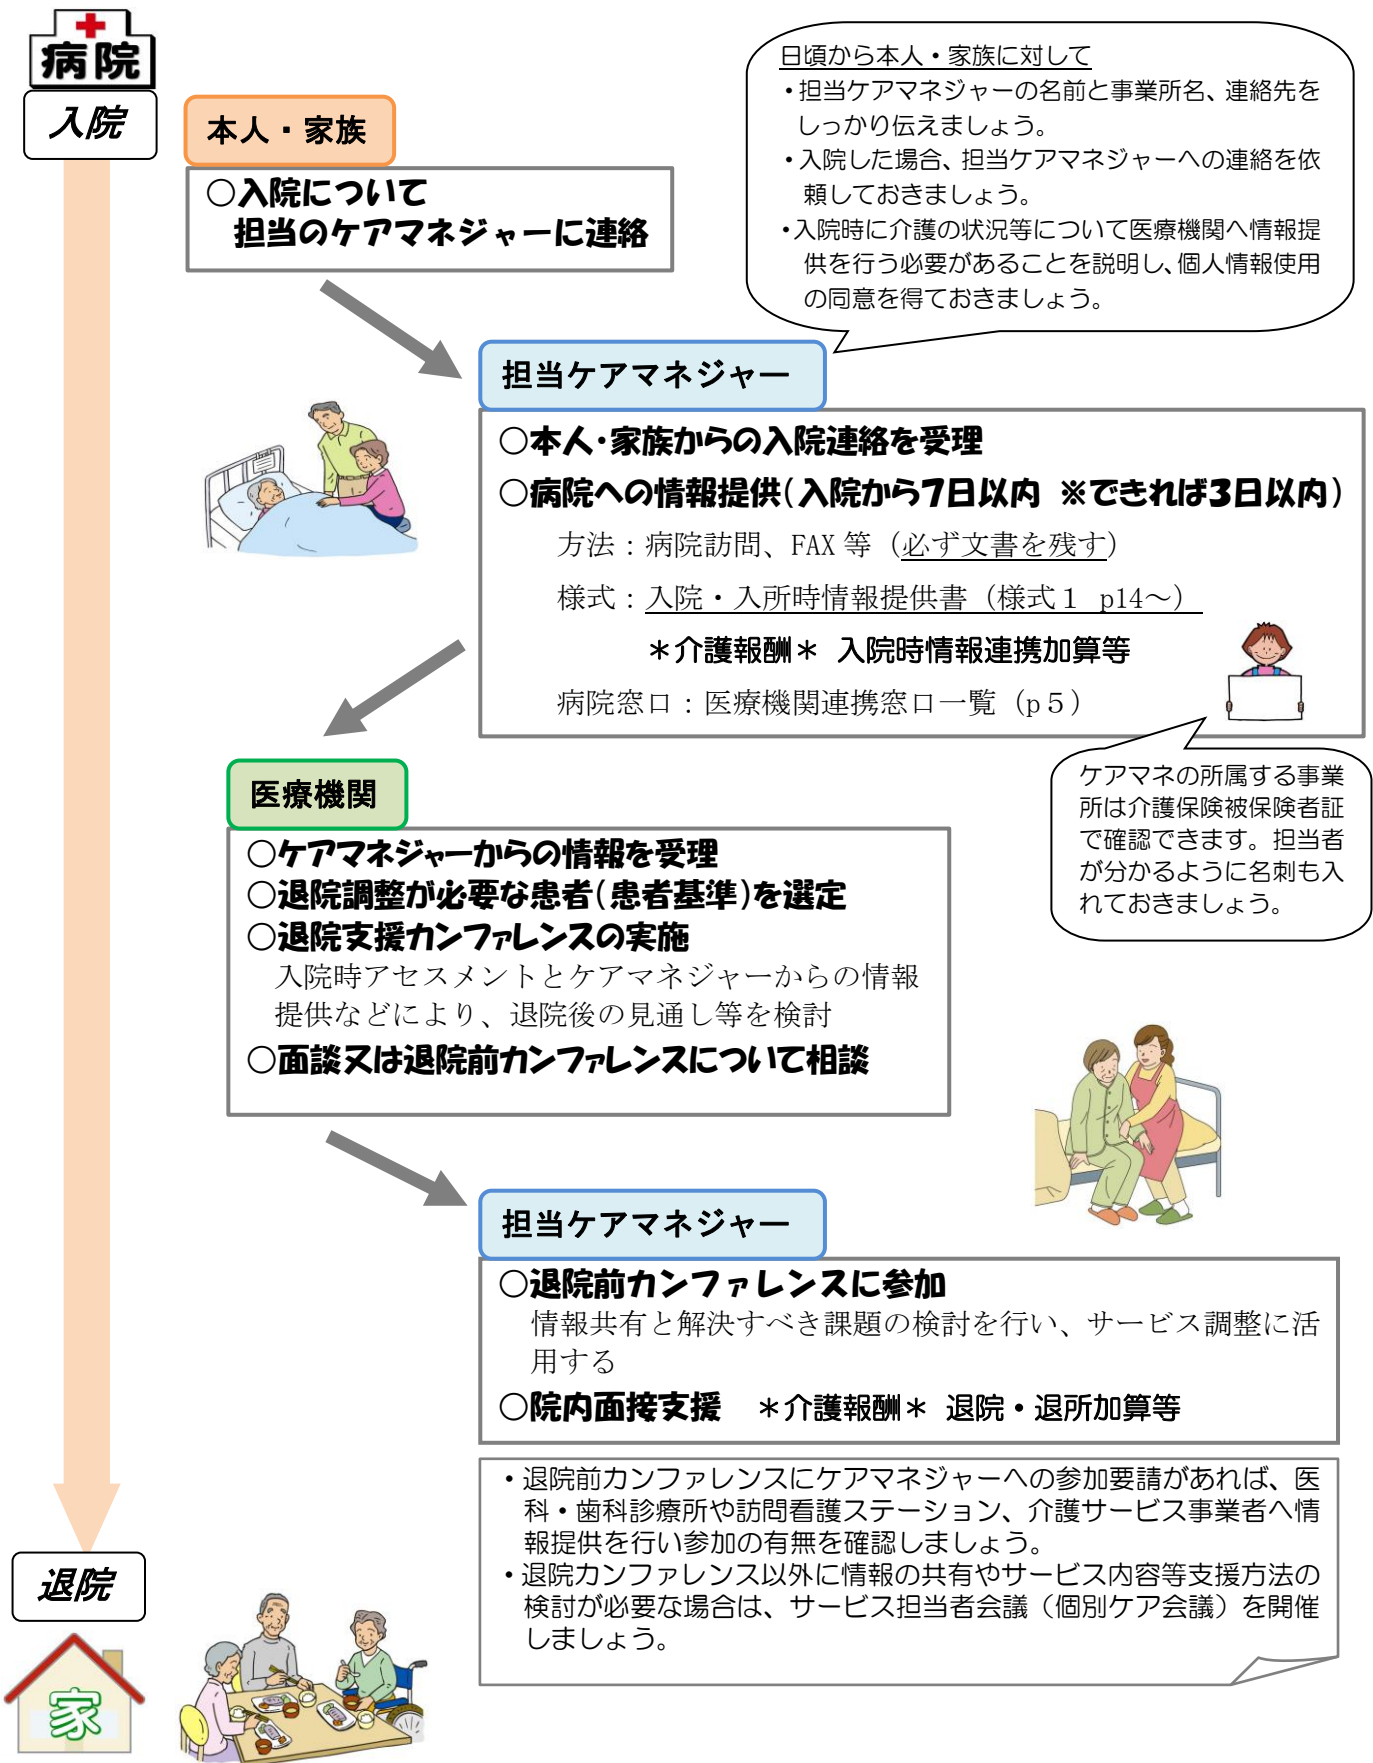 病院
入院
日頃から本人・家族に対して
・担当ケアマネジャーの名前と事業所名、連絡先を
しっかり伝えましょう。
・入院した場合、担当ケアマネジャーへの連絡を依
頼しておきましょう。
・入院時に介護の状況等について医療機関へ情報提
供を行う必要があることを説明し、個人情報使用
の同意を得ておきましょう。
本人・家族
○入院について
担当のケアマネジャーに連絡
担当ケアマネジャー
○本人・家族からの入院連絡を受理
○病院への情報提供(入院から7日以内 ※できれば3日以内)
方法：病院訪問、FAX 等（必ず文書を残す）
様式：入院・入所時情報提供書（様式１ p14～）
＊介護報酬＊ 入院時情報連携加算等
病院窓口：医療機関連携窓口一覧（p５）
ケアマネの所属する事業
所は介護保険被保険者証
で確認できます。担当者
が分かるように名刺も入
れておきましょう。
医療機関
○ケアマネジャーからの情報を受理
○退院調整が必要な患者(患者基準)を選定
○退院支援カンファレンスの実施
入院時アセスメントとケアマネジャーからの情報
提供などにより、退院後の見通し等を検討
○面談又は退院前カンファレンスについて相談
担当ケアマネジャー
○退院前カンファレンスに参加
情報共有と解決すべき課題の検討を行い、サービス調整に活
用する
○院内面接支援 ＊介護報酬＊ 退院・退所加算等
・退院前カンファレンスにケアマネジャーへの参加要請があれば、医
科・歯科診療所や訪問看護ステーション、介護サービス事業者へ情
報提供を行い参加の有無を確認しましょう。
・退院カンファレンス以外に情報の共有やサービス内容等支援方法の
検討が必要な場合は、サービス担当者会議（個別ケア会議）を開催
しましょう。
退院
家